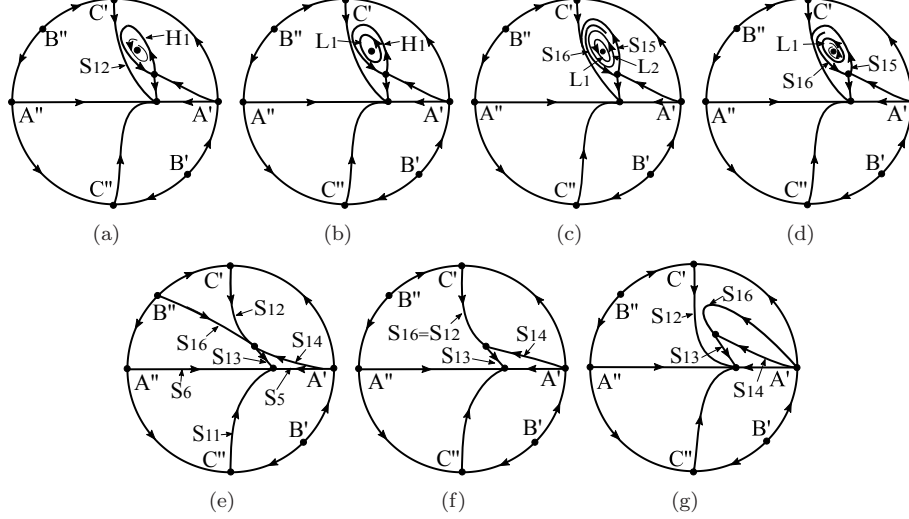 C' C' C' C'
B" H1 B" L1 H1 B" S16 S15 B" L1
S12 L1 L2 S16 S15
A" A' A" A' A" A' A" A'
B' B' B' B'
C" C" C" C"
(a) (b) (c) (d)
C' C' C' S16
B" S12 B" B" S12
S16 S14 S16=S12 S14
S13 S13 S13
A" S6 S5 A' A" A' A" S14 A'
S11 B' B' B'
C" C" C"
(e) (f) (g)